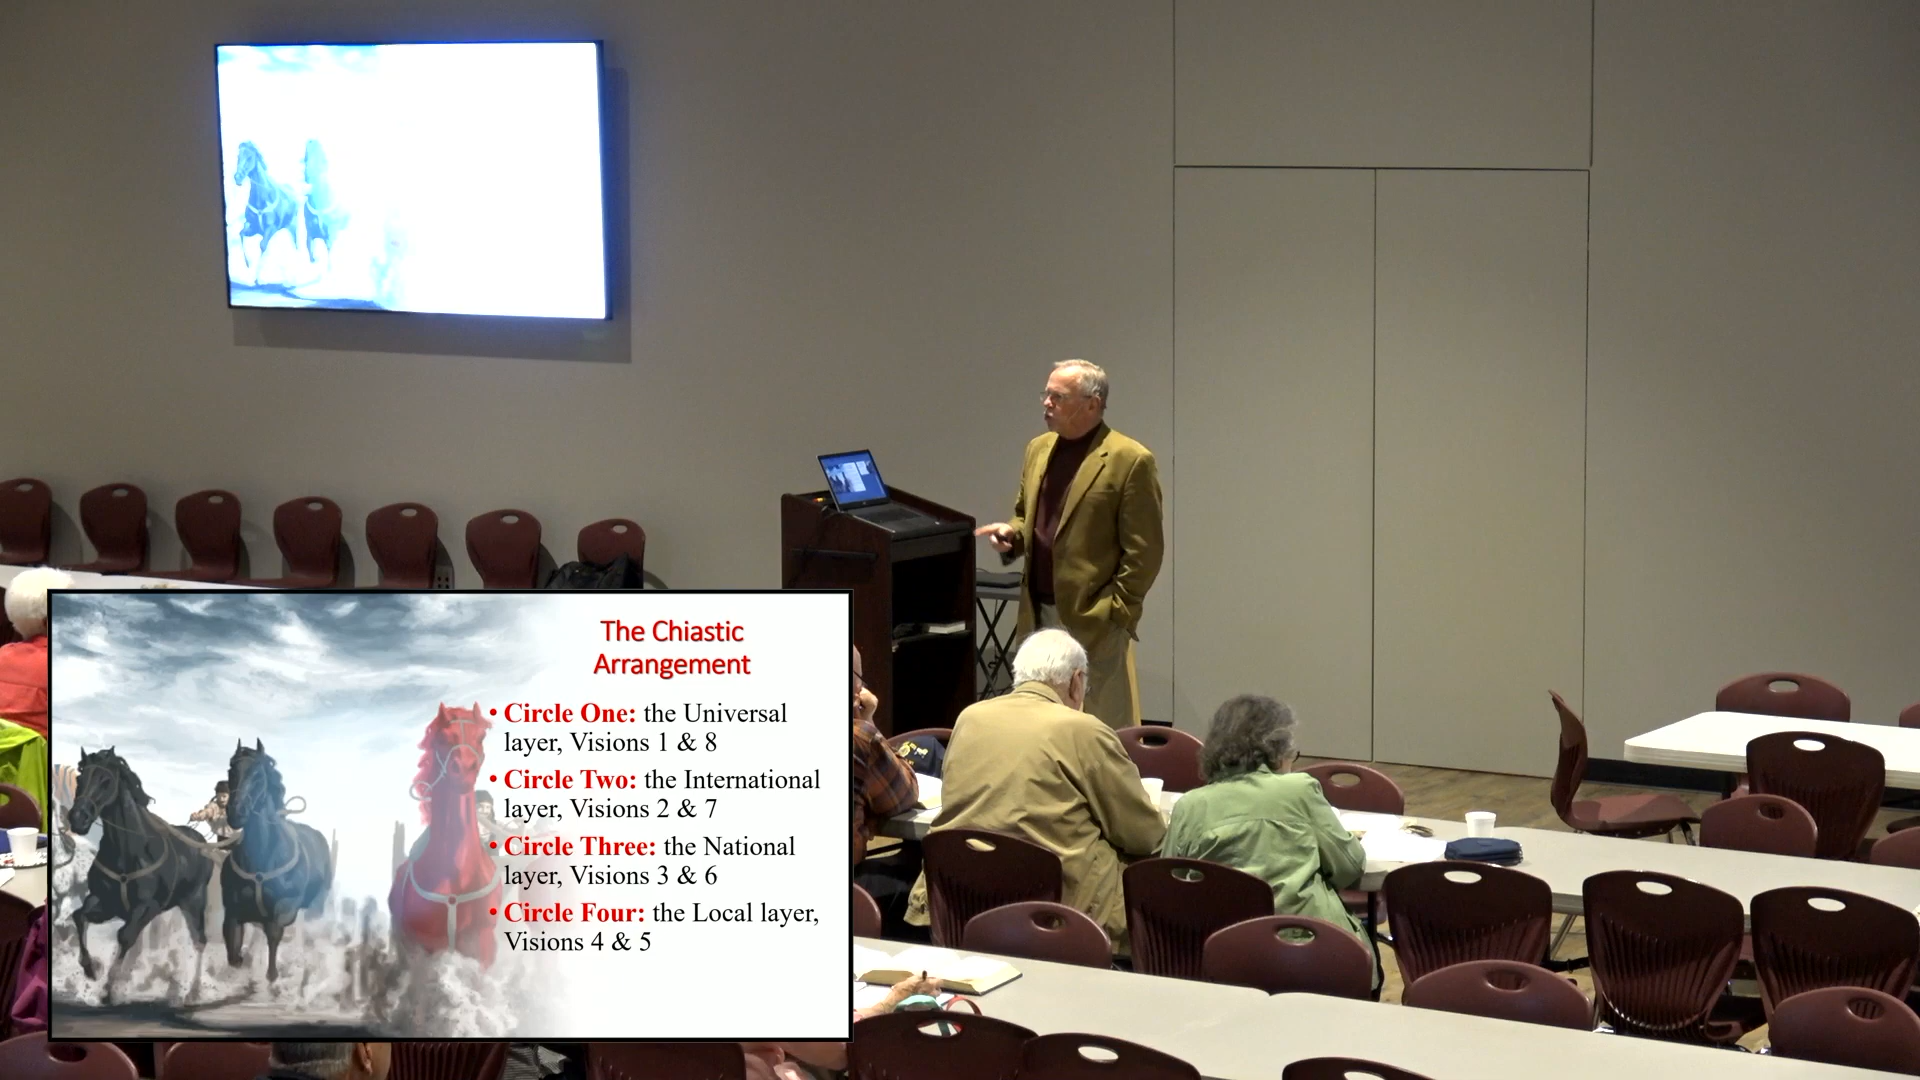 The Chiastic
Arrangement
• Circle One: the Universal
layer, Visions 1 & 8
• Circle Two: the International
layer, Visions 2 & 7
• Circle Three: the National
layer, Visions 3 & 6
• Circle Four: the Local layer,
Visions 4 & 5